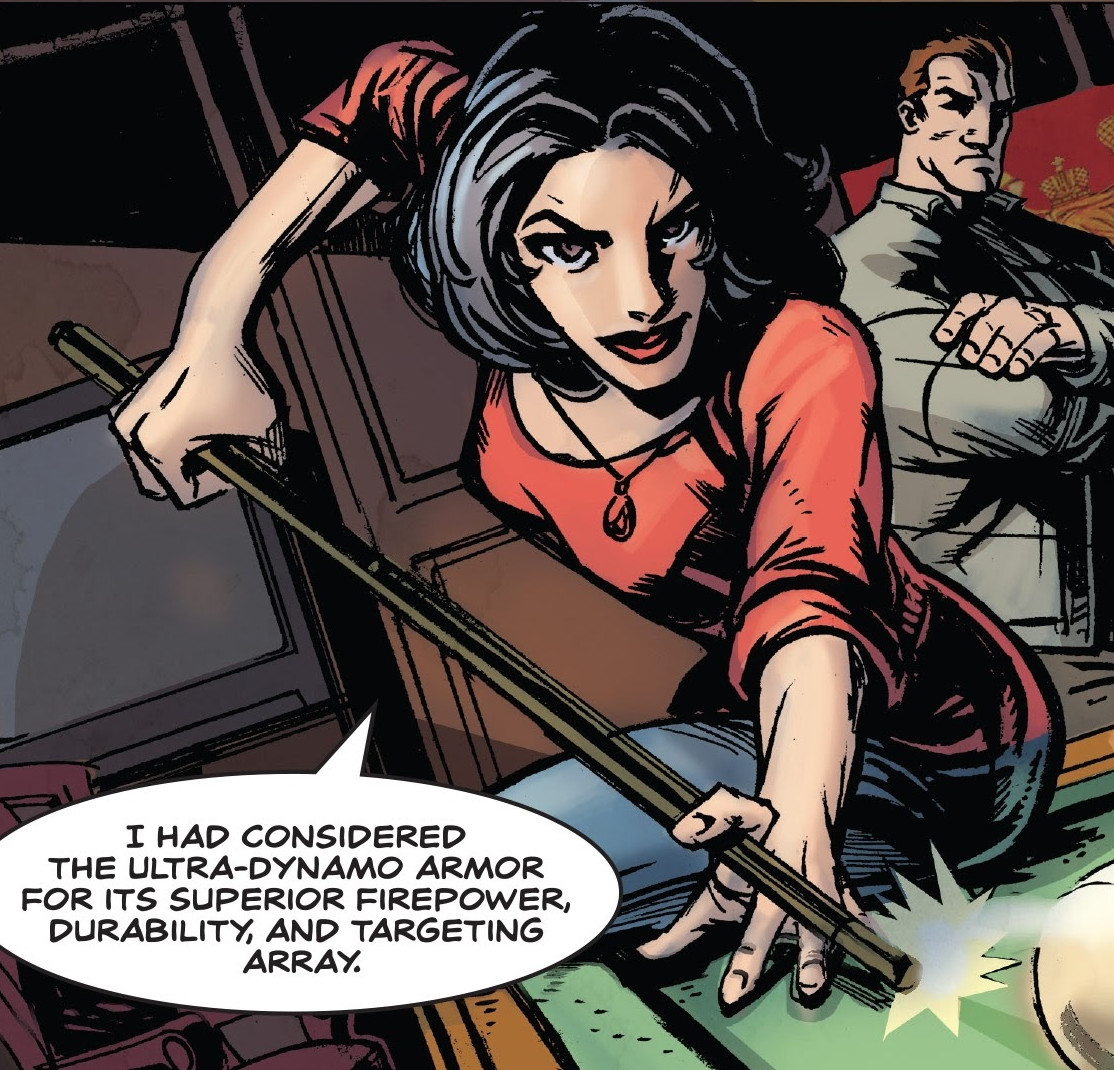 I HAD CONSIDERED
THE ULTRA-DYNAMO ARMOR
FOR ITS SUPERIOR FIREPOWER,
DURABILITY, AND TARGETING
ARRAY.